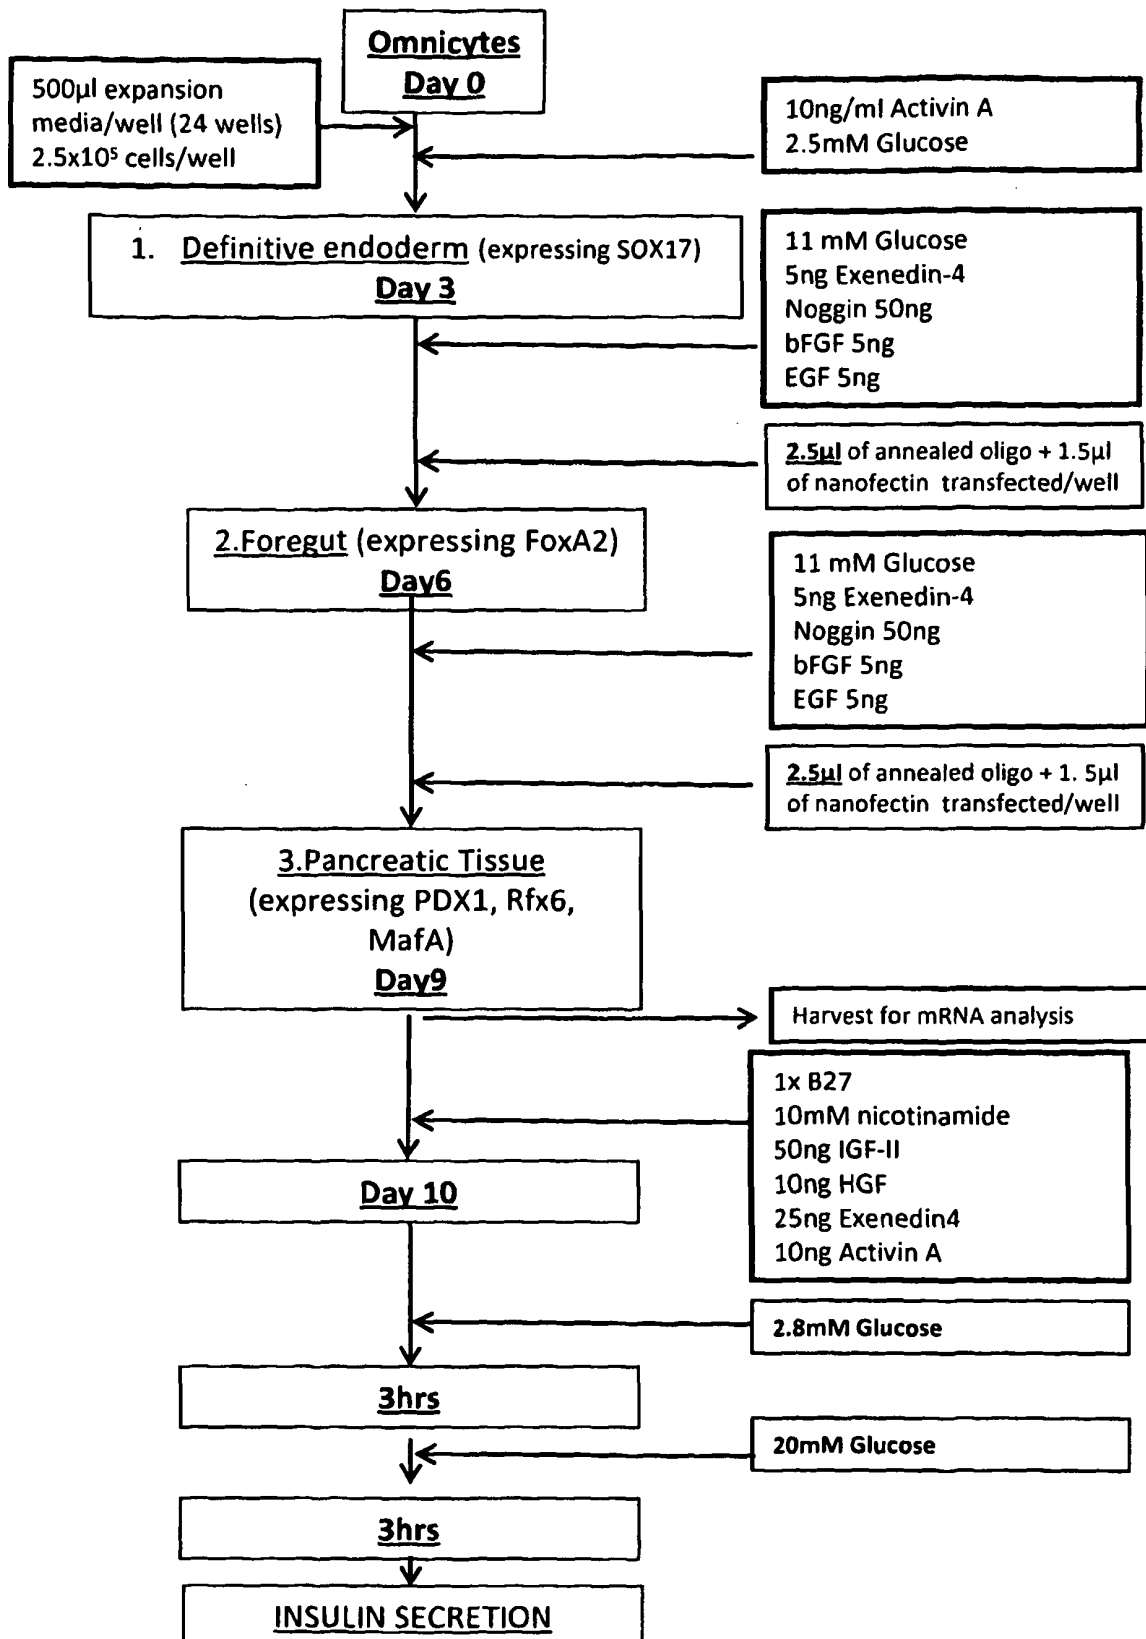 Omnicytes
Day 0
500µl expansion
media/well (24 wells)
2.5x10⁵ cells/well
10ng/ml Activin A
2.5mM Glucose
1. Definitive endoderm (expressing SOX17)
Day 3
11 mM Glucose
5ng Exenedin-4
Noggin 50ng
bFGF 5ng
EGF 5ng
2.5µl of annealed oligo + 1.5µl
of nanofectin transfected/well
2.Foregut (expressing FoxA2)
Day6
11 mM Glucose
5ng Exenedin-4
Noggin 50ng
bFGF 5ng
EGF 5ng
2.5µl of annealed oligo + 1. 5µl
of nanofectin transfected/well
3.Pancreatic Tissue
(expressing PDX1, Rfx6,
MafA)
Day9
Harvest for mRNA analysis
1x B27
10mM nicotinamide
50ng IGF-II
10ng HGF
25ng Exenedin4
10ng Activin A
Day 10
2.8mM Glucose
3hrs
20mM Glucose
3hrs
INSULIN SECRETION